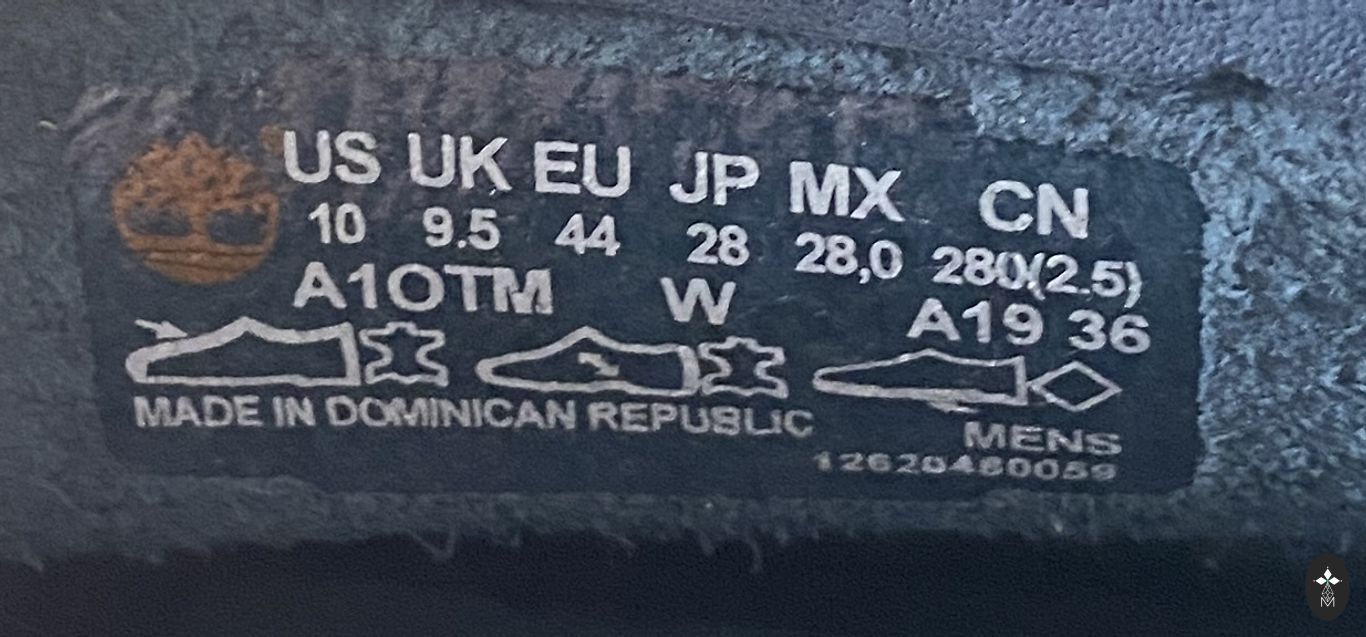 US UK EU JP MX CN
10 9.5 44 28 28,0 280(2.5)
A1OTM W A19 36
MADE IN DOMINICAN REPUBLIC
MENS
12620460059